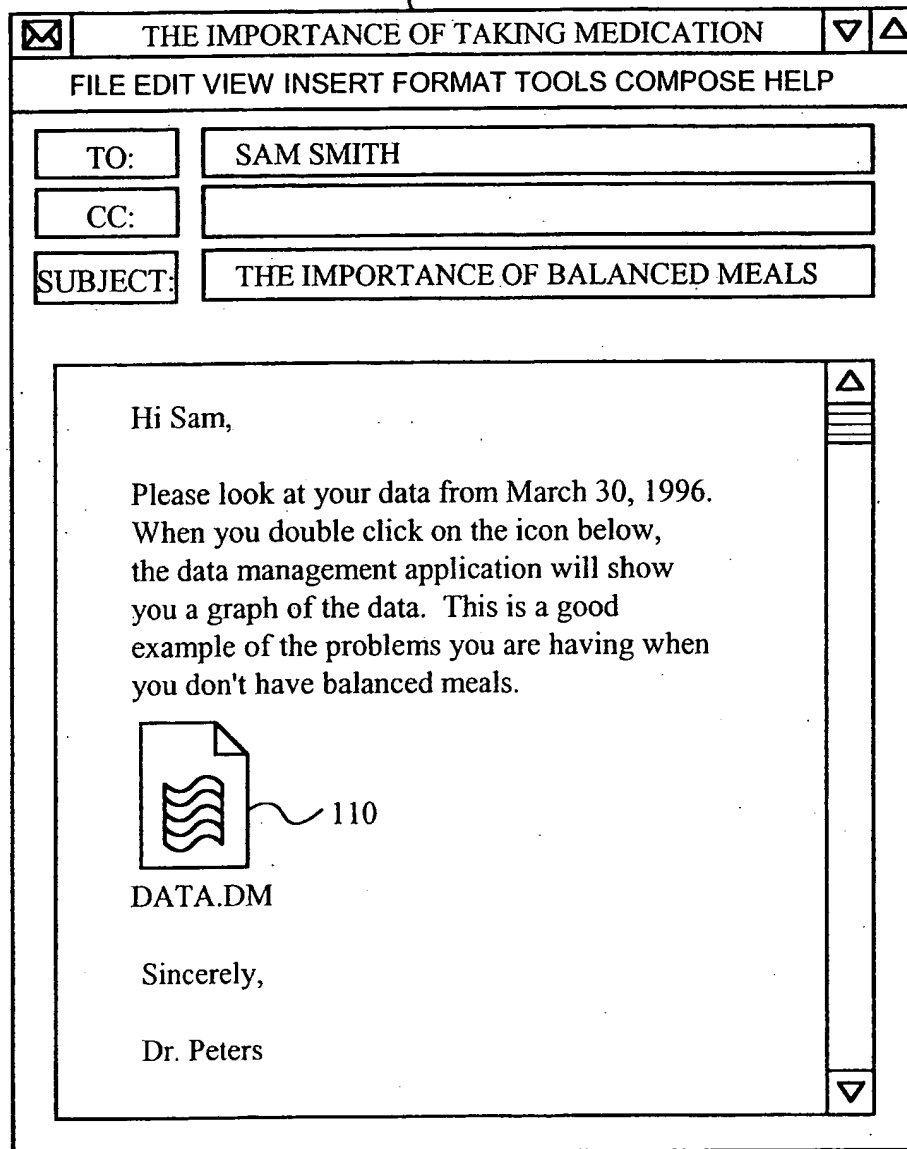 THE IMPORTANCE OF TAKING MEDICATION
FILE EDIT VIEW INSERT FORMAT TOOLS COMPOSE HELP
TO: SAM SMITH
CC:
SUBJECT: THE IMPORTANCE OF BALANCED MEALS
Hi Sam,
Please look at your data from March 30, 1996.
When you double click on the icon below,
the data management application will show
you a graph of the data. This is a good
example of the problems you are having when
you don't have balanced meals.
110
DATA.DM
Sincerely,
Dr. Peters